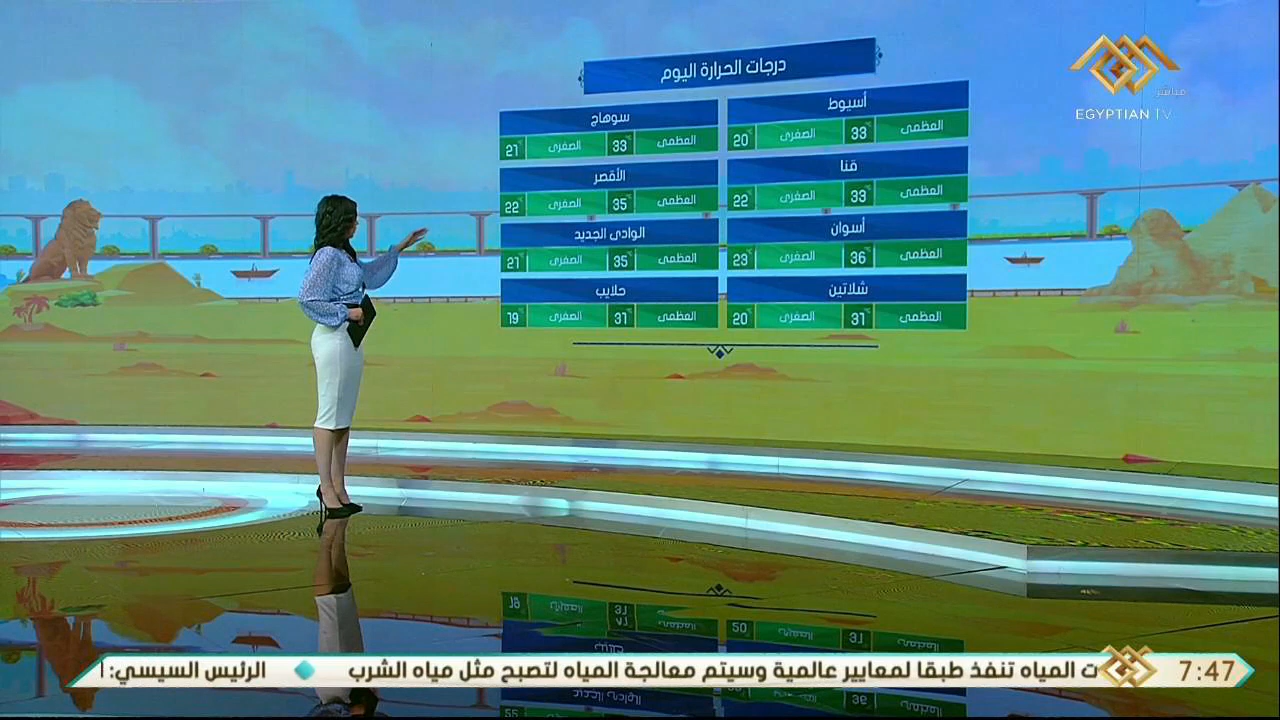 درجات الحرارة اليوم
أسيوط
العظمى 33 الصغرى 20
سوهاج
العظمى 33 الصغرى 21
قنا
العظمى 33 الصغرى 22
الأقصر
العظمى 35 الصغرى 22
أسوان
العظمى 36 الصغرى 23
الوادى الجديد
العظمى 35 الصغرى 21
شلاتين
العظمى 31 الصغرى 20
حلايب
العظمى 31 الصغرى 19
مباشر
EGYPTIAN TV
7:47
ت المياه تنفذ طبقا لمعايير عالمية وسيتم معالجة المياه لتصبح مثل مياه الشرب
الرئيس السيسي: ا